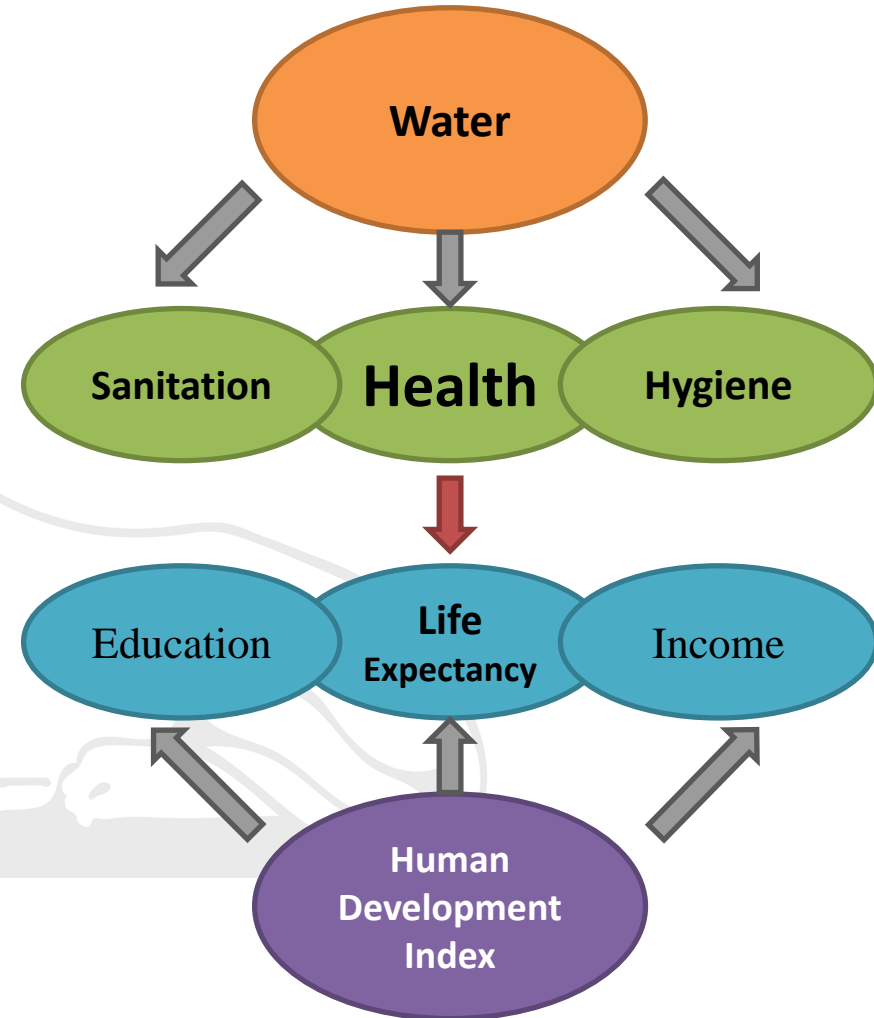 Water
Sanitation
Health
Hygiene
Education
Life
Expectancy
Income
Human
Development
Index